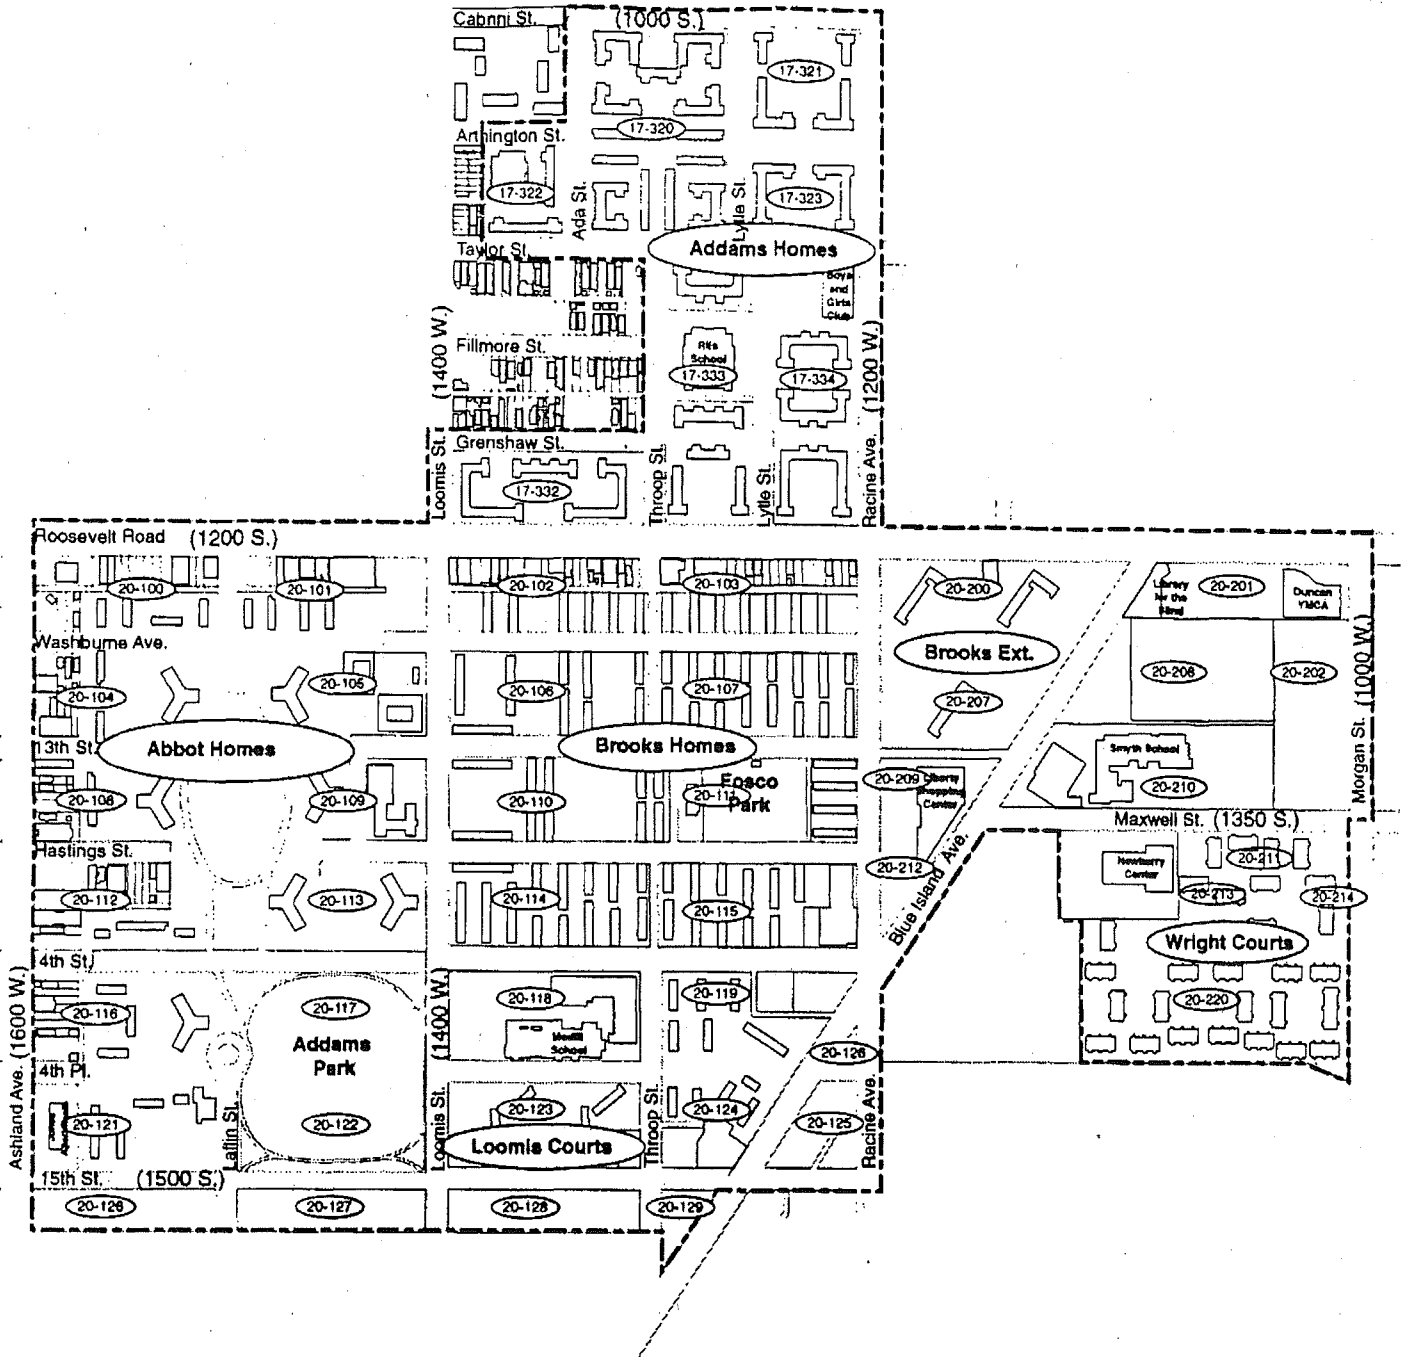 Cabrini St.
(1000 S.)
17-321
Arthington St.
17-320
17-322
Ada St.
Lytle St.
17-323
Taylor St.
Addams Homes
Boys
and
Girls
Club
(1400 W.)
Fillmore St.
School
17-333
17-334
(1200 W.)
Grenshaw St.
Loomis St.
17-332
Throop St.
Lytle St.
Racine Ave.
Roosevelt Road (1200 S.)
20-100
20-101
20-102
20-103
20-200
Library
for the
Blind
20-201
Duncan
YMCA
Washburne Ave.
Brooks Ext.
20-104
20-105
20-106
20-107
20-207
20-208
20-202
(1000 W.)
Morgan St.
13th St.
Abbot Homes
Brooks Homes
Smyth School
20-108
20-109
20-110
20-111
Fosco
Park
20-209
Liberty
Shopping
Center
20-210
Maxwell St. (1350 S.)
Hastings St.
20-112
20-113
20-114
20-115
20-212
Blue Island Ave.
Newberry
Center
20-211
20-213
20-214
Wright Courts
4th St.
Ashland Ave. (1600 W.)
20-116
20-117
(1400 W.)
20-118
20-119
20-220
Addams
Park
Medill
School
20-126
4th Pl.
20-121
Laflin St.
20-122
Loomis St.
20-123
Throop St.
20-124
20-125
Racine Ave.
Loomis Courts
15th St. (1500 S.)
20-126
20-127
20-128
20-129